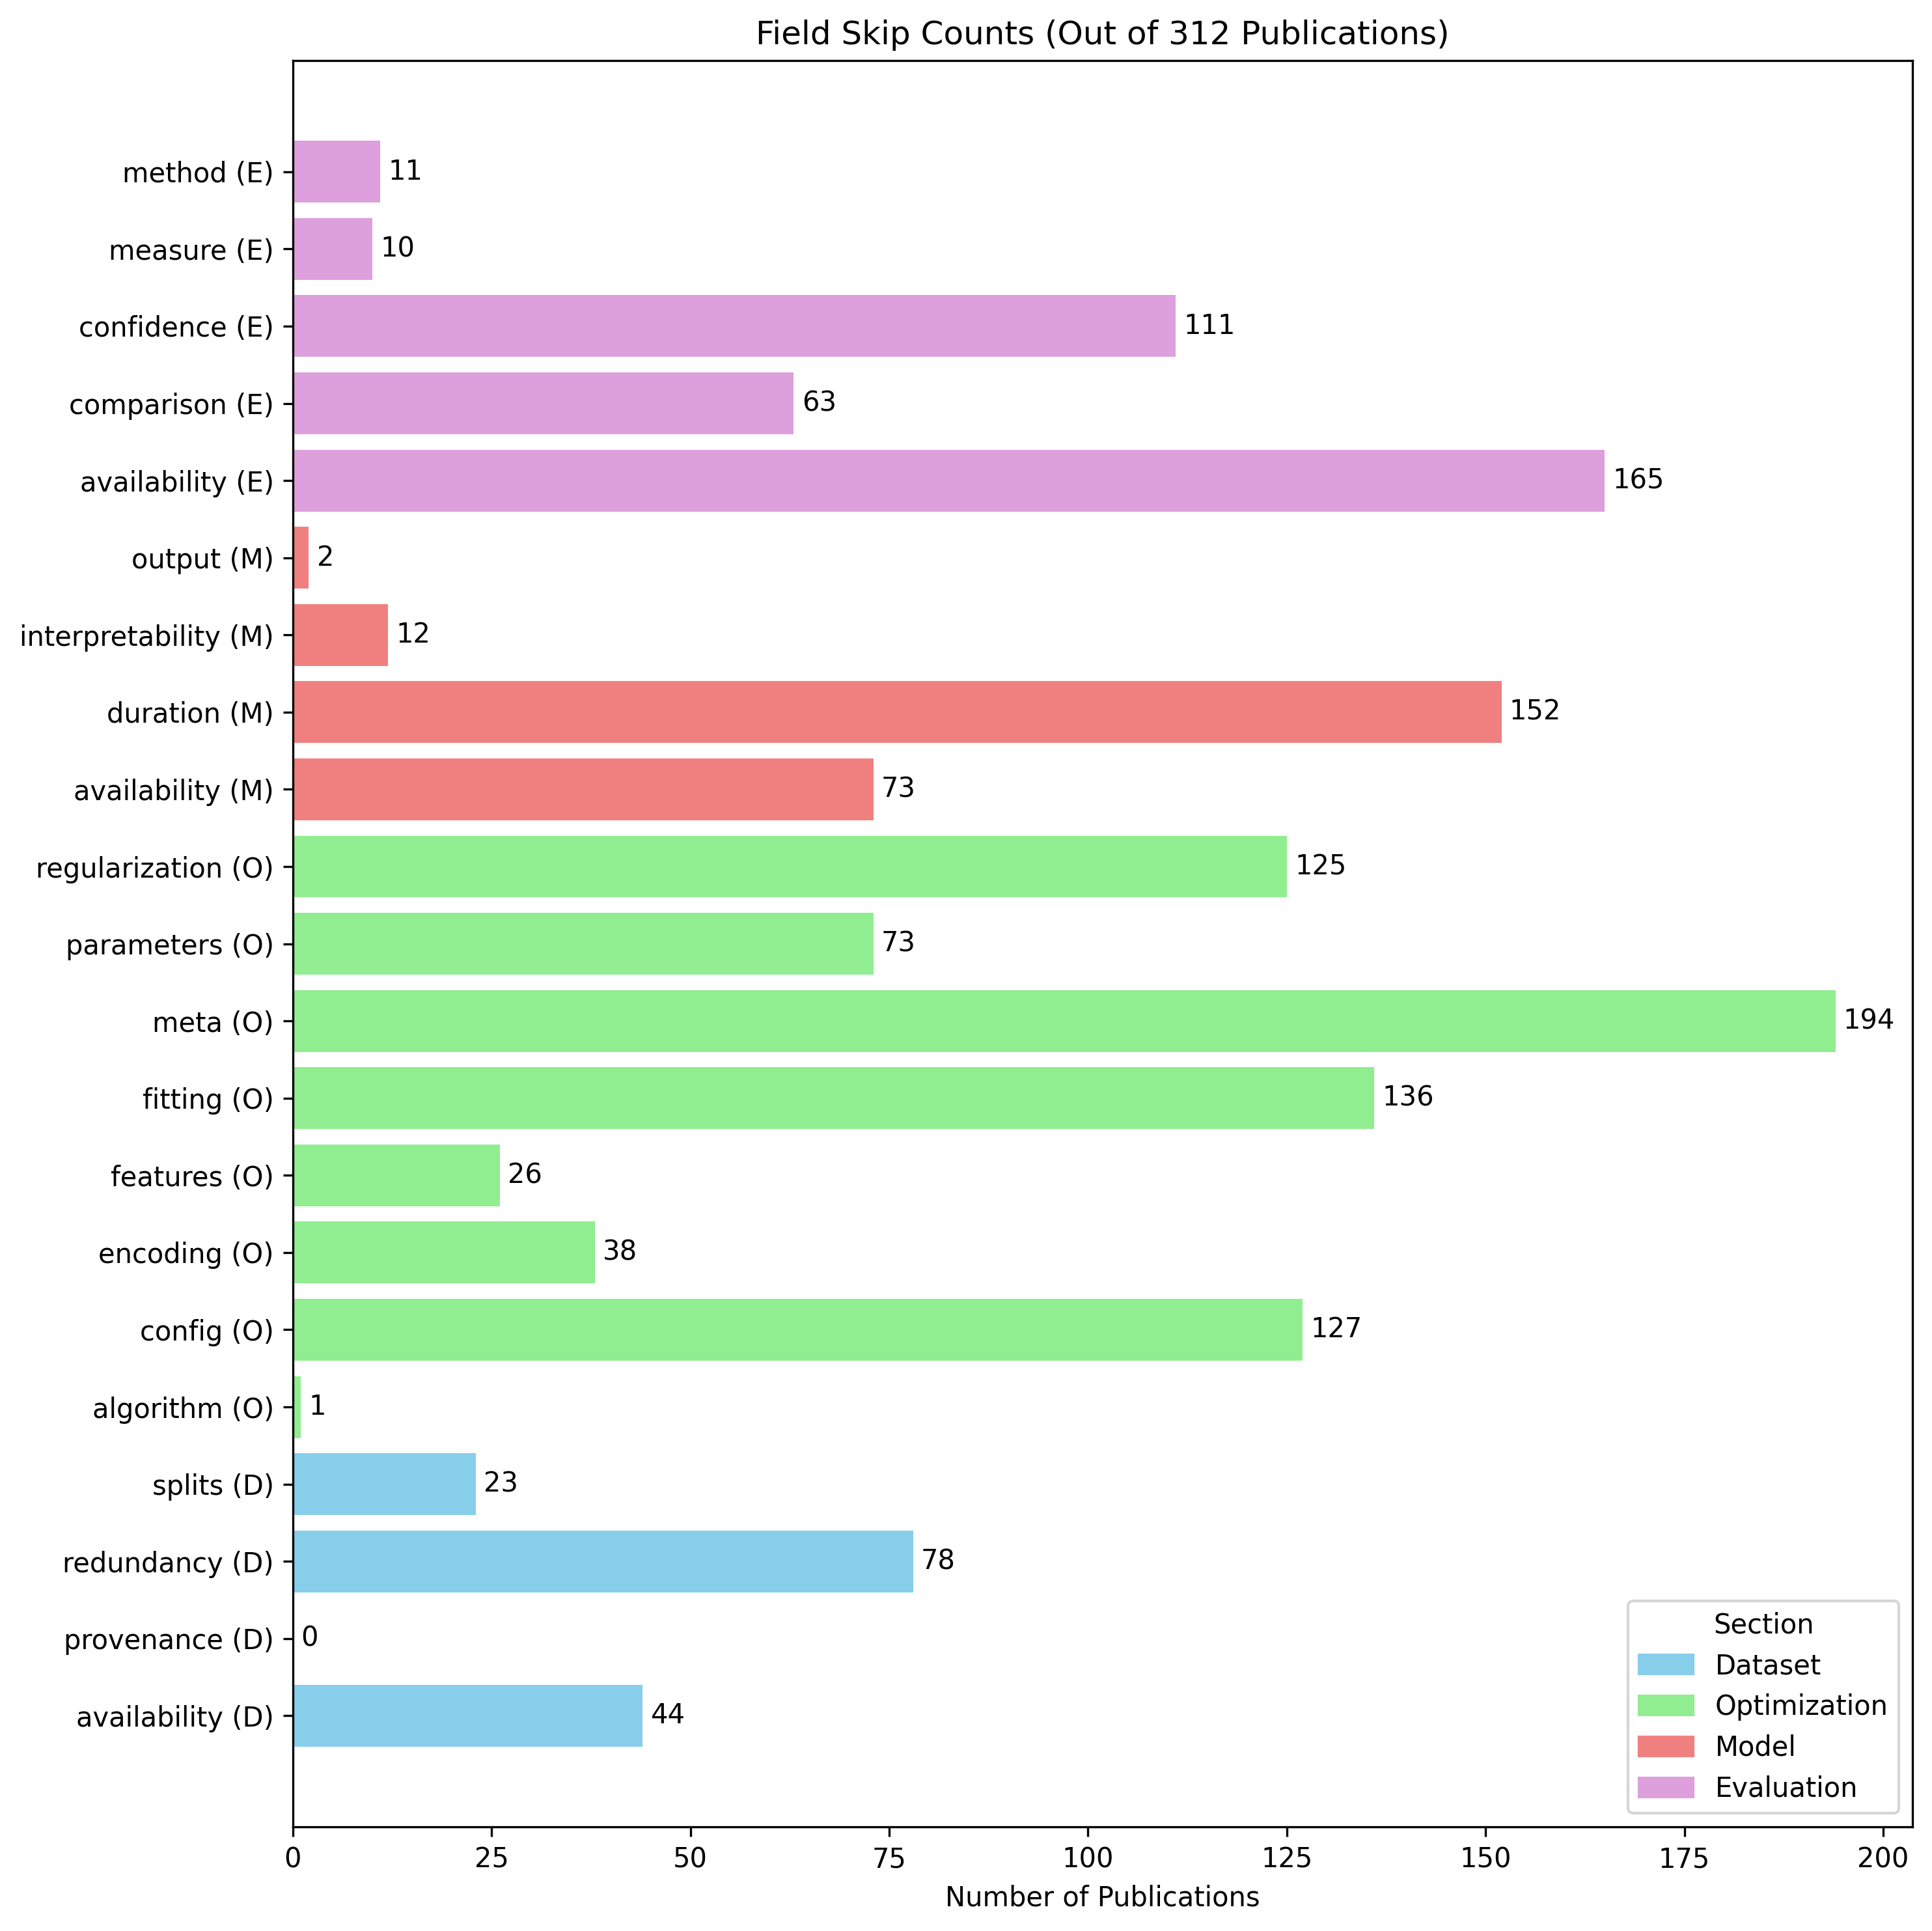 Field Skip Counts (Out of 312 Publications)
method (E) 11
measure (E) 10
confidence (E) 111
comparison (E) 63
availability (E) 165
output (M) 2
interpretability (M) 12
duration (M) 152
availability (M) 73
regularization (O) 125
parameters (O) 73
meta (O) 194
fitting (O) 136
features (O) 26
encoding (O) 38
config (O) 127
algorithm (O) 1
splits (D) 23
redundancy (D) 78
provenance (D) 0
availability (D) 44
Section
Dataset
Optimization
Model
Evaluation
0 25 50 75 100 125 150 175 200
Number of Publications